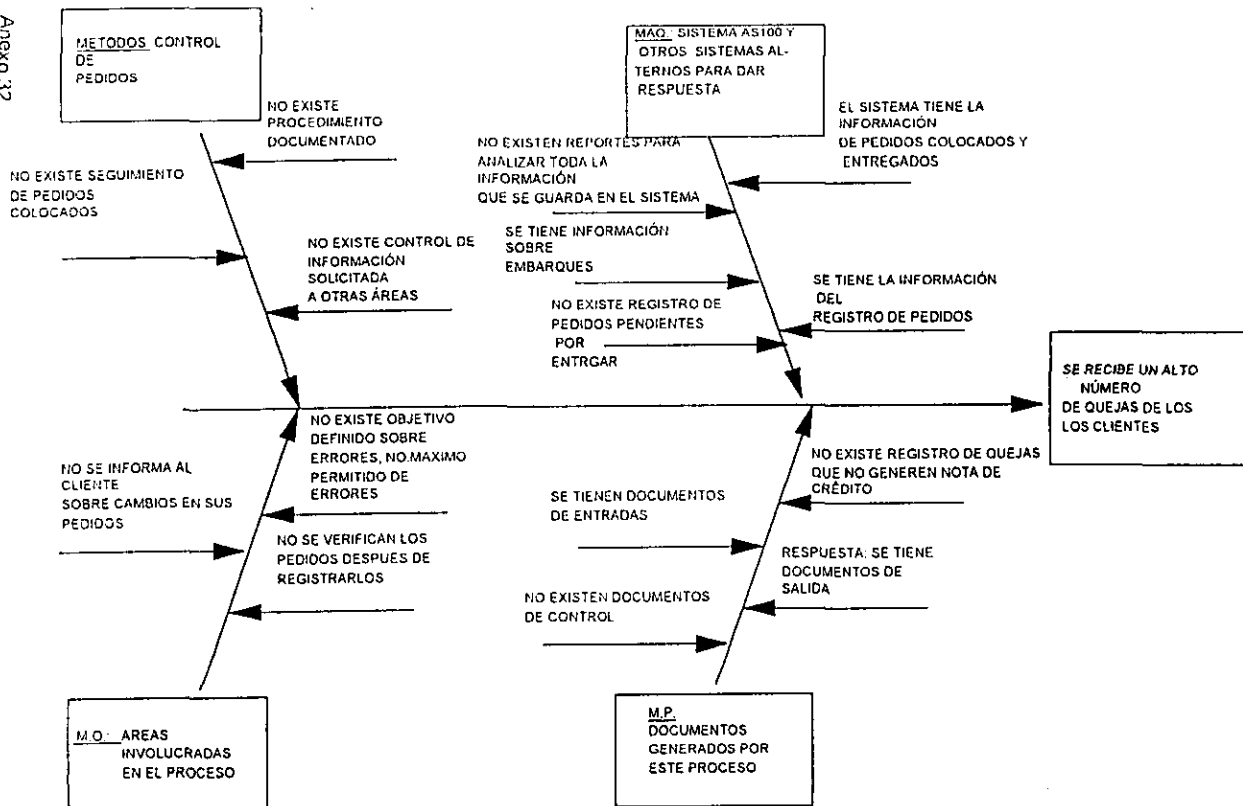 Anexo 32
METODOS CONTROL
DE
PEDIDOS
NO EXISTE
PROCEDIMIENTO
DOCUMENTADO
NO EXISTE SEGUIMIENTO
DE PEDIDOS
COLOCADOS
NO EXISTE CONTROL DE
INFORMACIÓN
SOLICITADA
A OTRAS ÁREAS
MAQ.: SISTEMA AS100 Y
OTROS SISTEMAS AL-
TERNOS PARA DAR
RESPUESTA
NO EXISTEN REPORTES PARA
ANALIZAR TODA LA
INFORMACIÓN
QUE SE GUARDA EN EL SISTEMA
EL SISTEMA TIENE LA
INFORMACIÓN
DE PEDIDOS COLOCADOS Y
ENTREGADOS
SE TIENE INFORMACIÓN
SOBRE
EMBARQUES
SE TIENE LA INFORMACIÓN
DEL
REGISTRO DE PEDIDOS
NO EXISTE REGISTRO DE
PEDIDOS PENDIENTES
POR
ENTRGAR
SE RECIBE UN ALTO
NÚMERO
DE QUEJAS DE LOS
LOS CLIENTES
NO EXISTE OBJETIVO
DEFINIDO SOBRE
ERRORES, NO.MAXIMO
PERMITIDO DE
ERRORES
NO SE INFORMA AL
CLIENTE
SOBRE CAMBIOS EN SUS
PEDIDOS
NO SE VERIFICAN LOS
PEDIDOS DESPUES DE
REGISTRARLOS
M.O.: AREAS
INVOLUCRADAS
EN EL PROCESO
NO EXISTE REGISTRO DE QUEJAS
QUE NO GENEREN NOTA DE
CRÉDITO
SE TIENEN DOCUMENTOS
DE ENTRADAS
RESPUESTA: SE TIENE
DOCUMENTOS DE
SALIDA
NO EXISTEN DOCUMENTOS
DE CONTROL
M.P.
DOCUMENTOS
GENERADOS POR
ESTE PROCESO